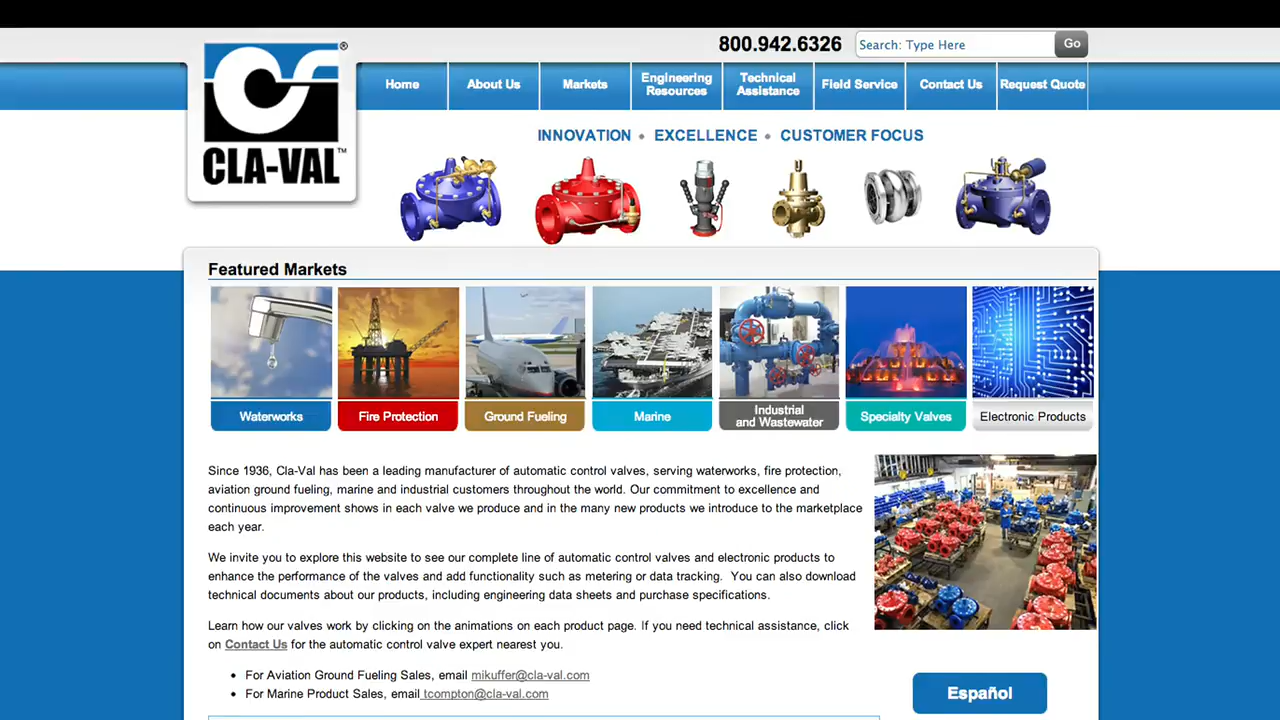 800.942.6326
Search: Type Here
Go
®
CLA-VAL™
Home
About Us
Markets
Engineering
Resources
Technical
Assistance
Field Service
Contact Us
Request Quote
INNOVATION • EXCELLENCE • CUSTOMER FOCUS
Featured Markets
Waterworks
Fire Protection
Ground Fueling
Marine
Industrial
and Wastewater
Specialty Valves
Electronic Products
Since 1936, Cla-Val has been a leading manufacturer of automatic control valves, serving waterworks, fire protection,
aviation ground fueling, marine and industrial customers throughout the world. Our commitment to excellence and
continuous improvement shows in each valve we produce and in the many new products we introduce to the marketplace
each year.
We invite you to explore this website to see our complete line of automatic control valves and electronic products to
enhance the performance of the valves and add functionality such as metering or data tracking. You can also download
technical documents about our products, including engineering data sheets and purchase specifications.
Learn how our valves work by clicking on the animations on each product page. If you need technical assistance, click
on Contact Us for the automatic control valve expert nearest you.
• For Aviation Ground Fueling Sales, email mikuffer@cla-val.com
• For Marine Product Sales, email tcompton@cla-val.com
Español